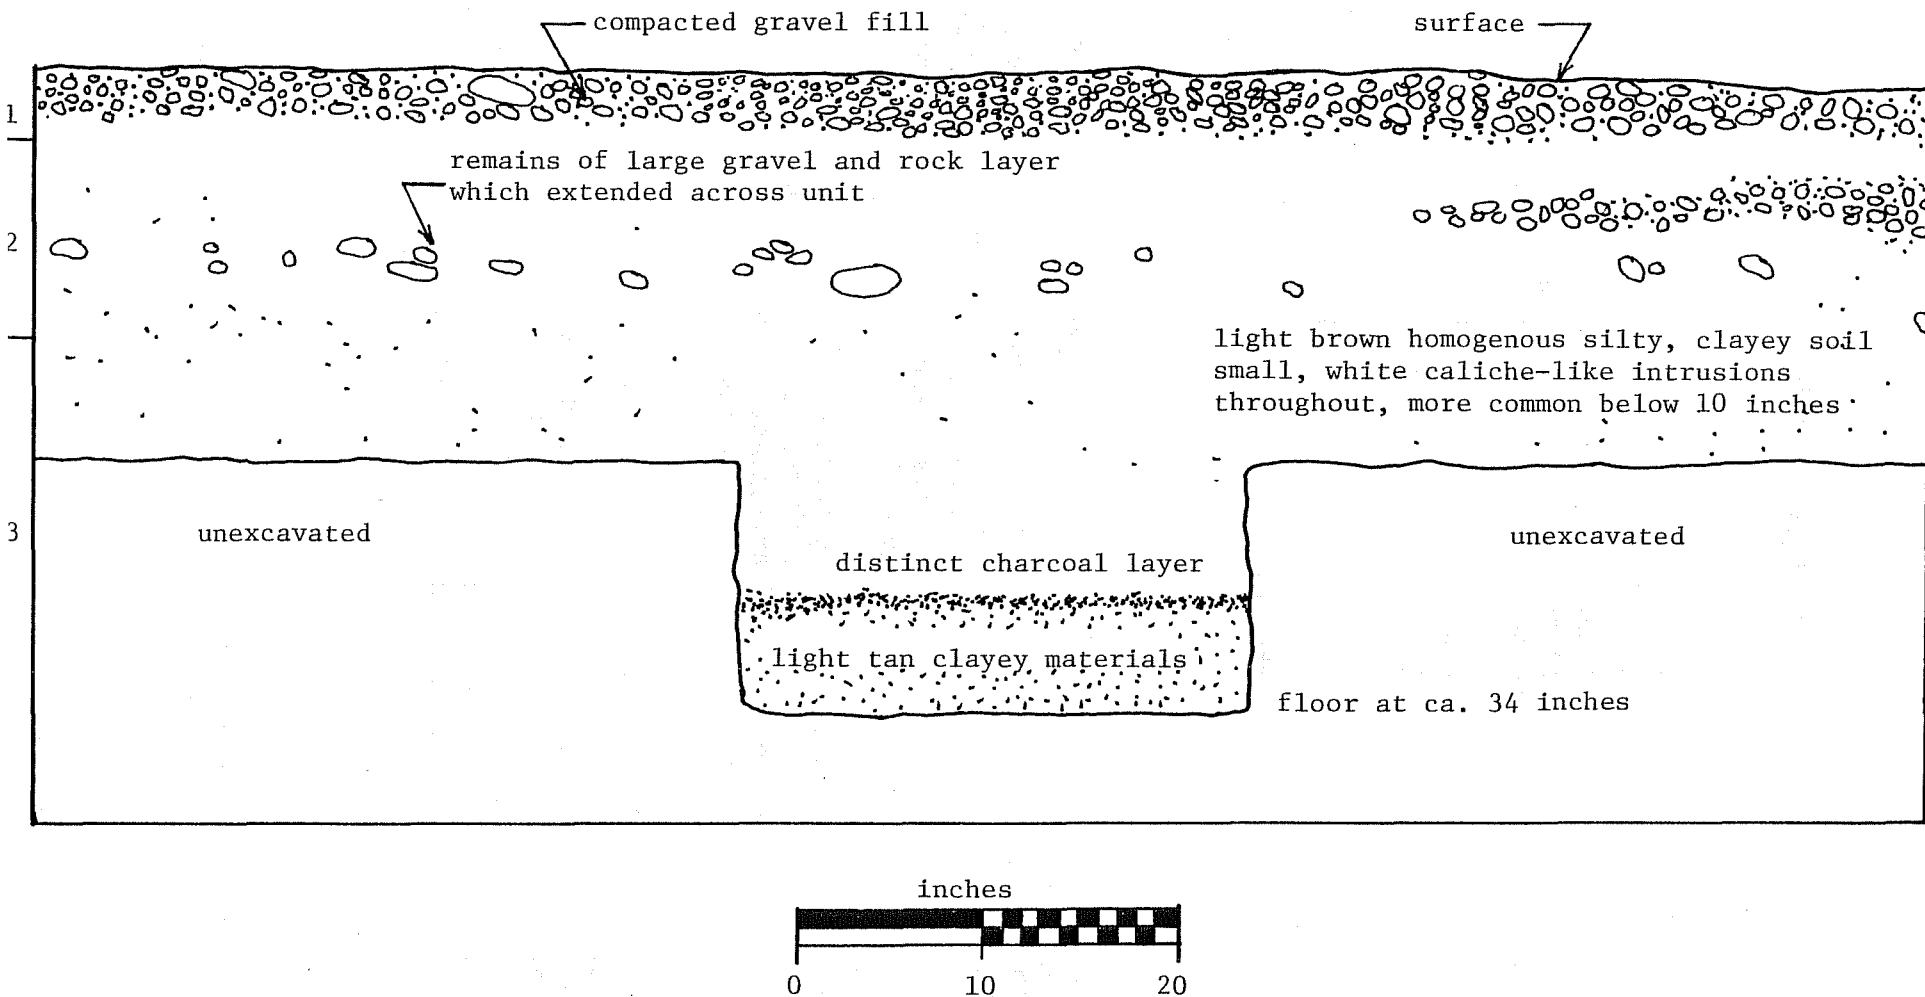 compacted gravel fill
surface
1
remains of large gravel and rock layer
which extended across unit
2
light brown homogenous silty, clayey soil
small, white caliche-like intrusions
throughout, more common below 10 inches
3
unexcavated
unexcavated
distinct charcoal layer
light tan clayey materials
floor at ca. 34 inches
inches
0 10 20